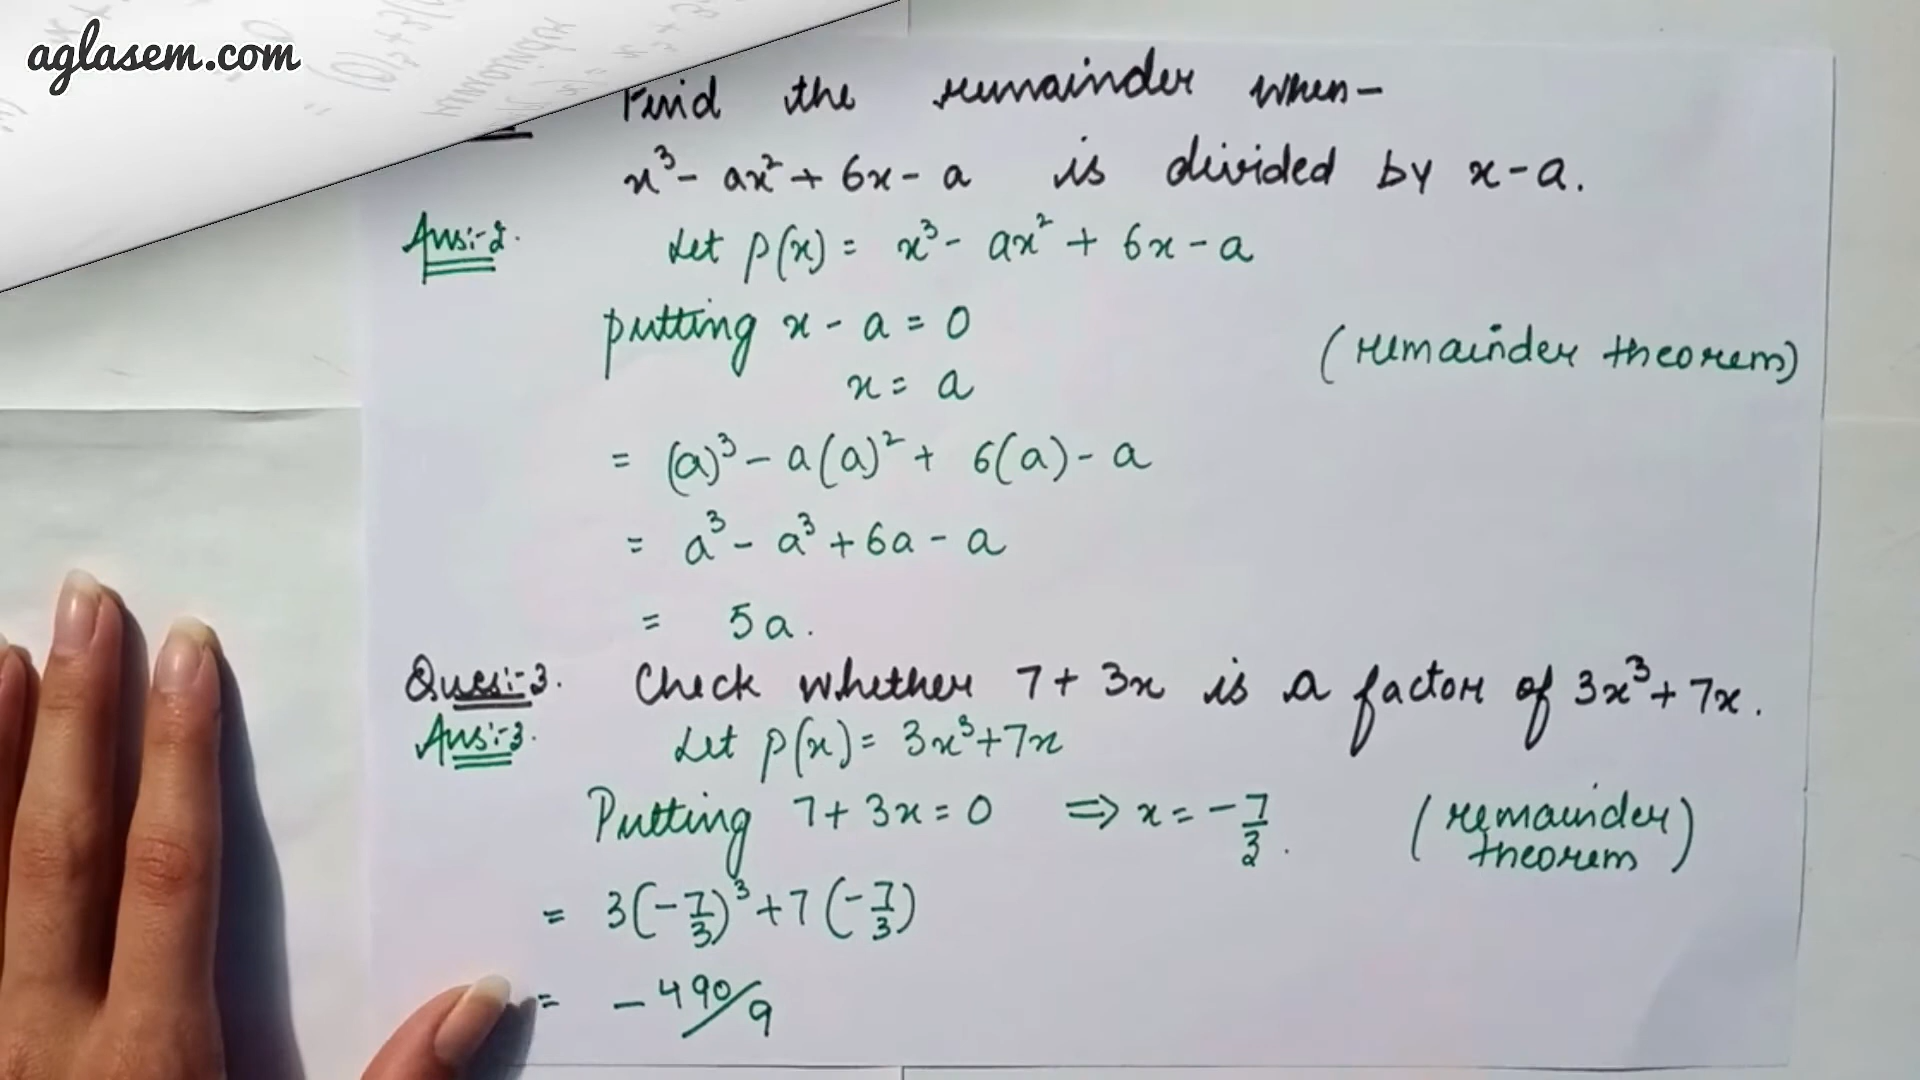 aglasem.com
Find the remainder when-
x³- ax² + 6x - a is divided by x-a.
Ans:-2. Let p(x) = x³- ax² + 6x - a
putting x - a = 0
(remainder theorem)
x = a
= (a)³ - a(a)² + 6(a) - a
= a³ - a³ + 6a - a
= 5a.
Ques:-3. Check whether 7 + 3x is a factor of 3x³ + 7x.
Ans:-3. Let p(x) = 3x³+7x
Putting 7 + 3x = 0 ⇒ x = -7/3. (remainder theorem)
= 3(-7/3)³ + 7(-7/3)
= -490/9